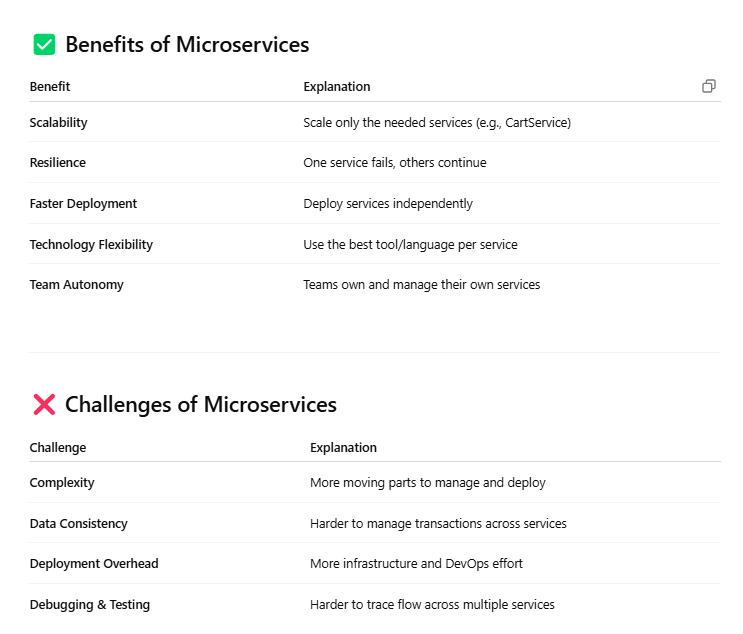 ✅ Benefits of Microservices
Benefit Explanation
Scalability Scale only the needed services (e.g., CartService)
Resilience One service fails, others continue
Faster Deployment Deploy services independently
Technology Flexibility Use the best tool/language per service
Team Autonomy Teams own and manage their own services
❌ Challenges of Microservices
Challenge Explanation
Complexity More moving parts to manage and deploy
Data Consistency Harder to manage transactions across services
Deployment Overhead More infrastructure and DevOps effort
Debugging & Testing Harder to trace flow across multiple services